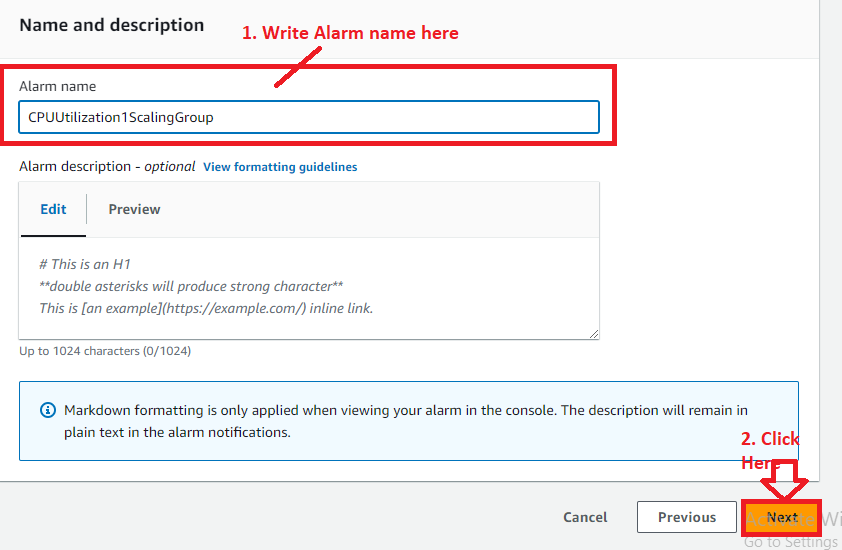 Name and description
1. Write Alarm name here
Alarm name
CPUUtilization1ScalingGroup
Alarm description - optional View formatting guidelines
Edit Preview
# This is an H1
**double asterisks will produce strong character**
This is [an example](https://example.com/) inline link.
Up to 1024 characters (0/1024)
Markdown formatting is only applied when viewing your alarm in the console. The description will remain in
plain text in the alarm notifications.
2. Click
Here
Cancel Previous Next
Go to Settings